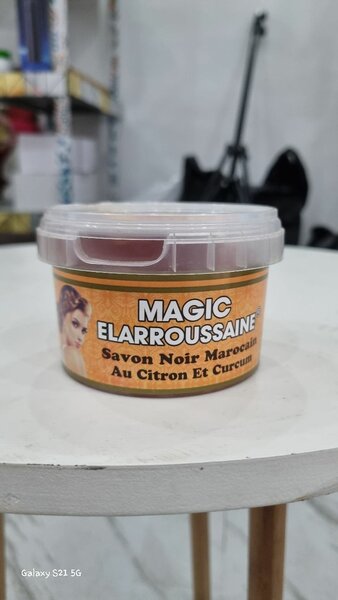 MAGIC
ELARROUSSAINE®
Savon Noir Marocain
Au Citron Et Curcum
Galaxy S21 5G